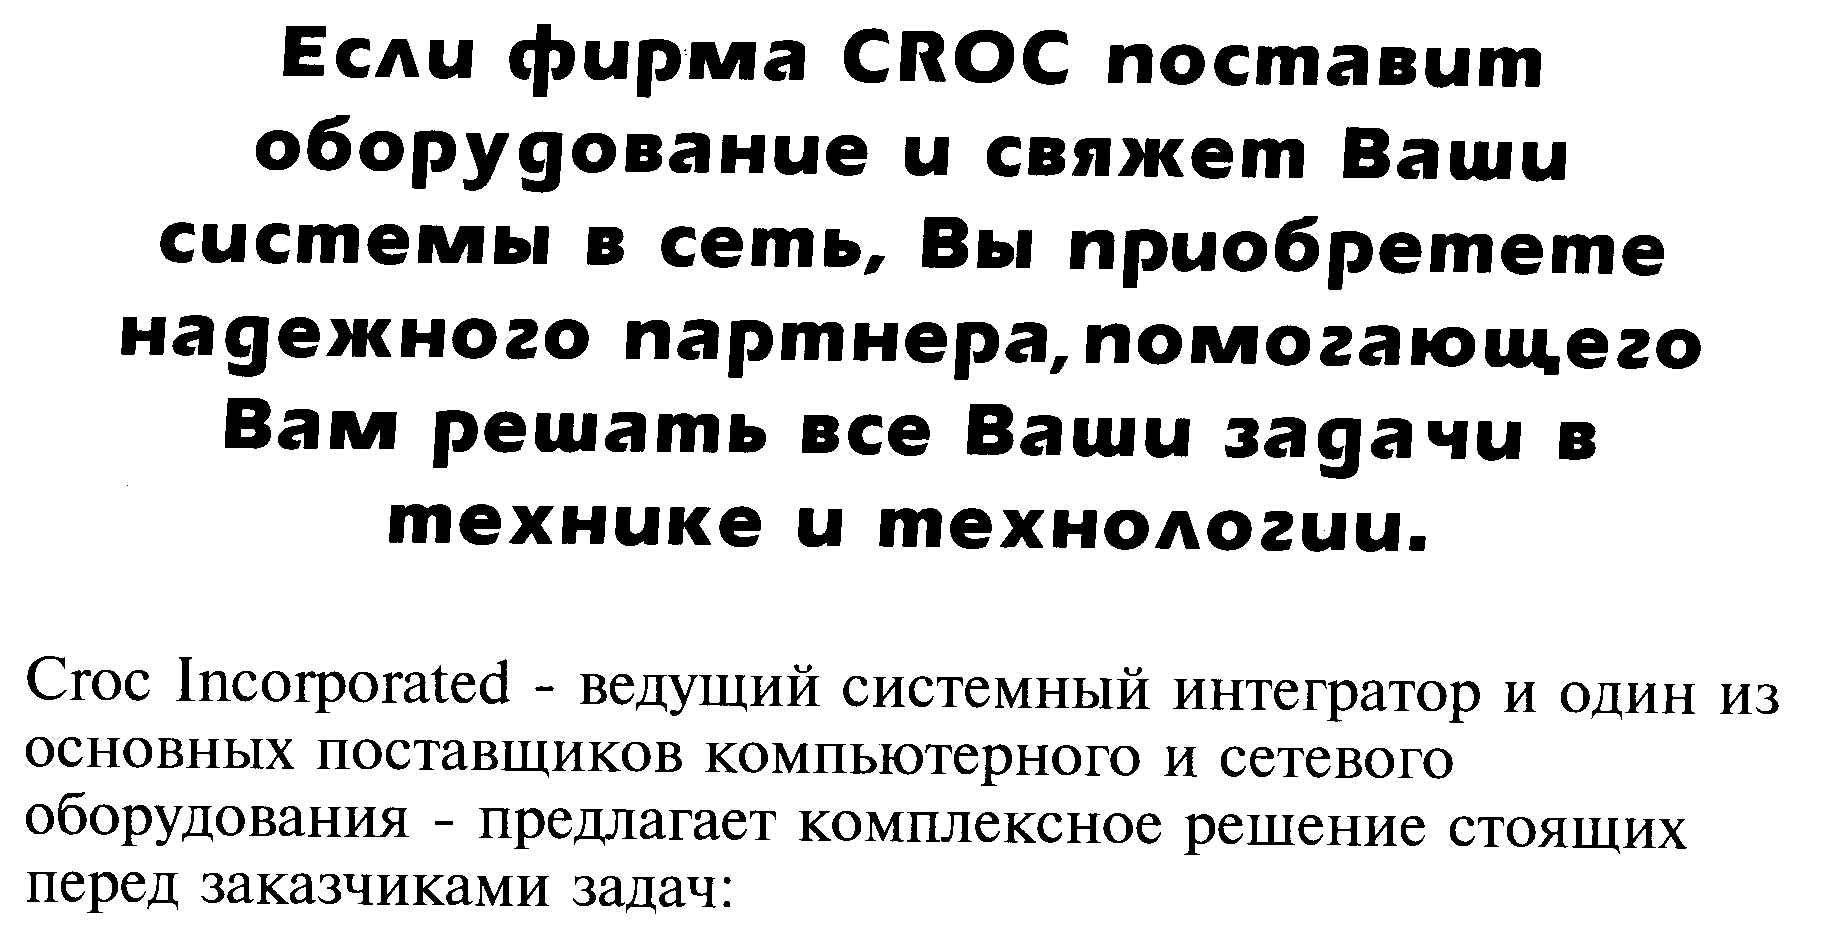 Если фирма CROC поставит
оборудование и свяжет Ваши
системы в сеть, Вы приобретете
надежного партнера,помогающего
Вам решать все Ваши задачи в
технике и технологии.
Croc Incorporated - ведущий системный интегратор и один из
основных поставщиков компьютерного и сетевого
оборудования - предлагает комплексное решение стоящих
перед заказчиками задач: